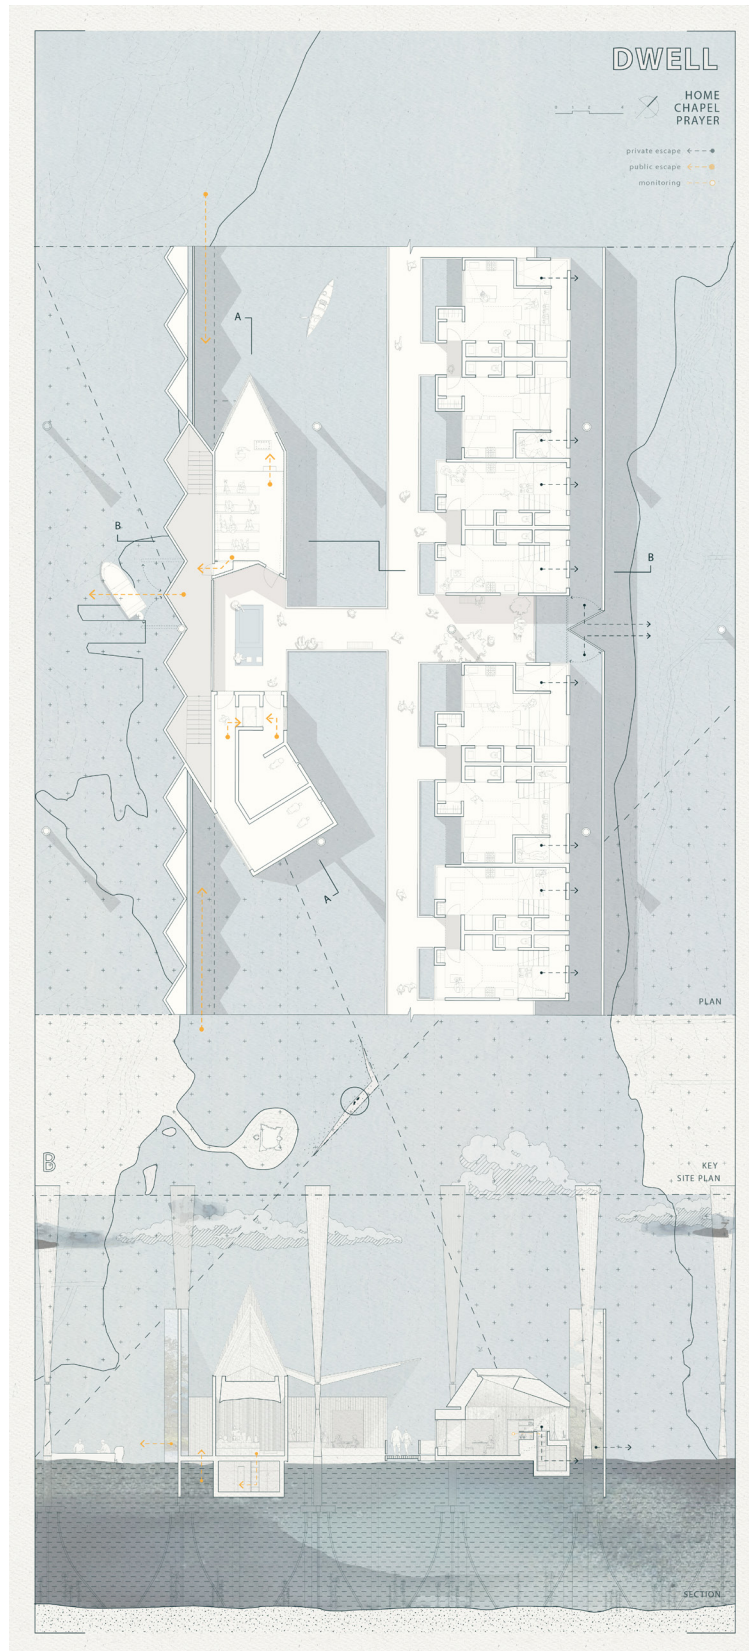 DWELL
HOME
CHAPEL
PRAYER
private escape
public escape
monitoring
A
B
B
A
PLAN
B
KEY
SITE PLAN
SECTION